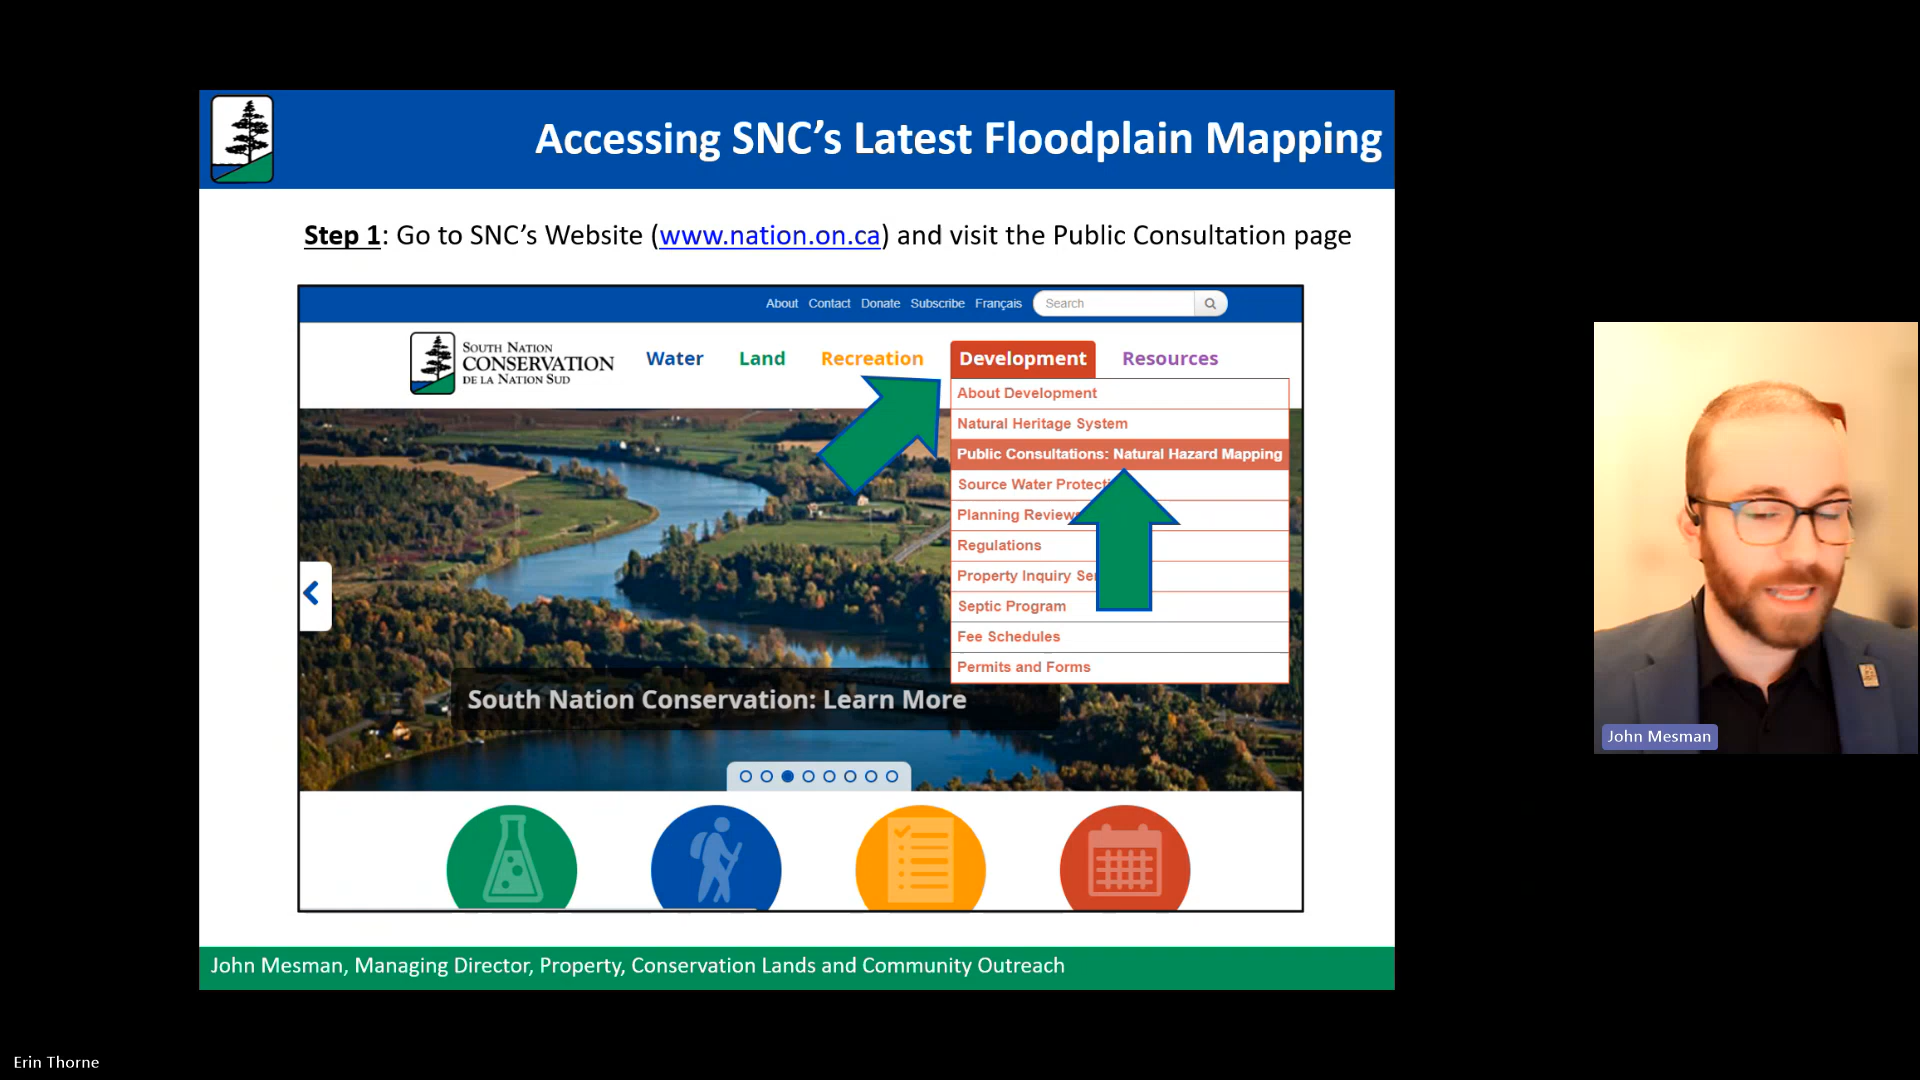 Accessing SNC's Latest Floodplain Mapping
Step 1: Go to SNC's Website (www.nation.on.ca) and visit the Public Consultation page
About Contact Donate Subscribe Français Search
SOUTH NATION
CONSERVATION
DE LA NATION SUD
Water Land Recreation Development Resources
About Development
Natural Heritage System
Public Consultations: Natural Hazard Mapping
Source Water
Planning
Regulations
Property Inquiry
Septic Program
Fee Schedules
Permits and Forms
South Nation Conservation: Learn More
John Mesman
John Mesman, Managing Director, Property, Conservation Lands and Community Outreach
Erin Thorne